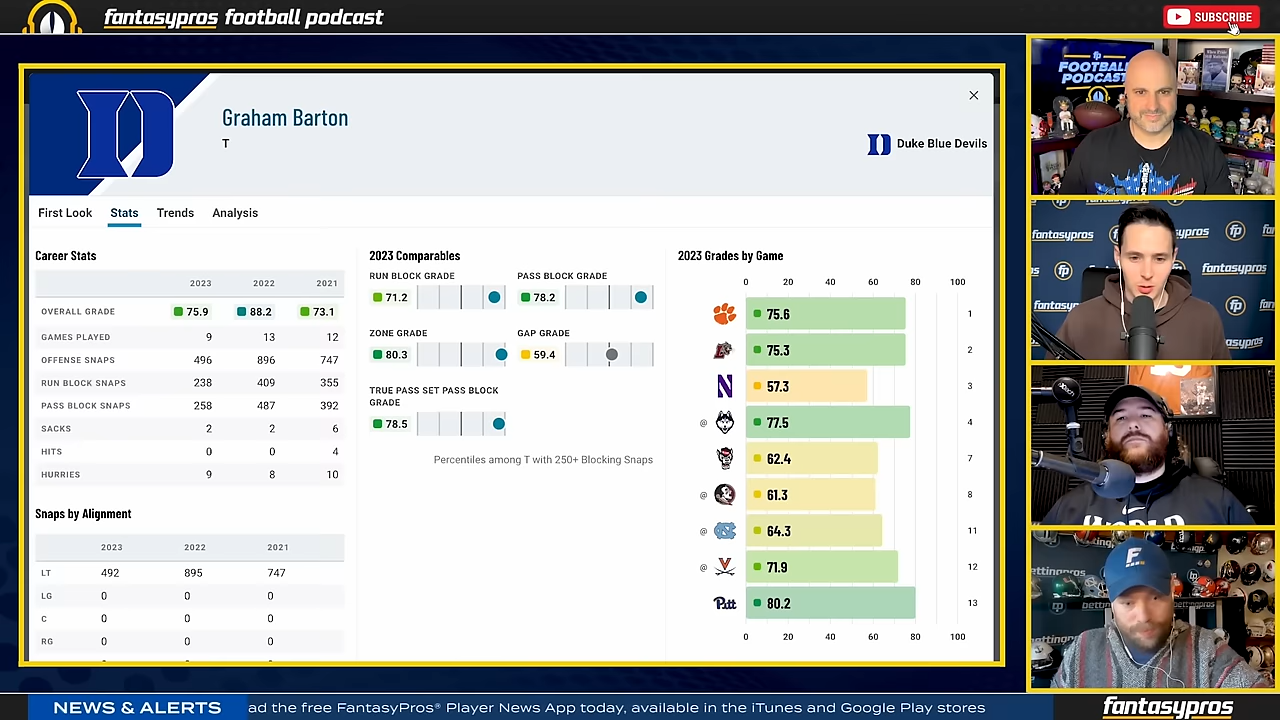 fantasypros football podcast
SUBSCRIBE
Graham Barton
T
Duke Blue Devils
First Look Stats Trends Analysis
Career Stats
2023 2022 2021
OVERALL GRADE 75.9 88.2 73.1
GAMES PLAYED 9 13 12
OFFENSE SNAPS 496 896 747
RUN BLOCK SNAPS 238 409 355
PASS BLOCK SNAPS 258 487 392
SACKS 2 2 6
HITS 0 0 4
HURRIES 9 8 10
Snaps by Alignment
2023 2022 2021
LT 492 895 747
LG 0 0 0
C 0 0 0
RG 0 0 0
2023 Comparables
RUN BLOCK GRADE PASS BLOCK GRADE
71.2 78.2
ZONE GRADE GAP GRADE
80.3 59.4
TRUE PASS SET PASS BLOCK
GRADE
78.5
Percentiles among T with 250+ Blocking Snaps
2023 Grades by Game
0 20 40 60 80 100
75.6 1
75.3 2
N 57.3 3
@ 77.5 4
62.4 7
@ 61.3 8
@ 64.3 11
@ 71.9 12
Pitt 80.2 13
0 20 40 60 80 100
fp
FOOTBALL
PODCAST
fantasypros
fp
fantasypros
WORLD
F
bettingpros
NEWS & ALERTS
ad the free FantasyPros® Player News App today, available in the iTunes and Google Play stores
fantasypros